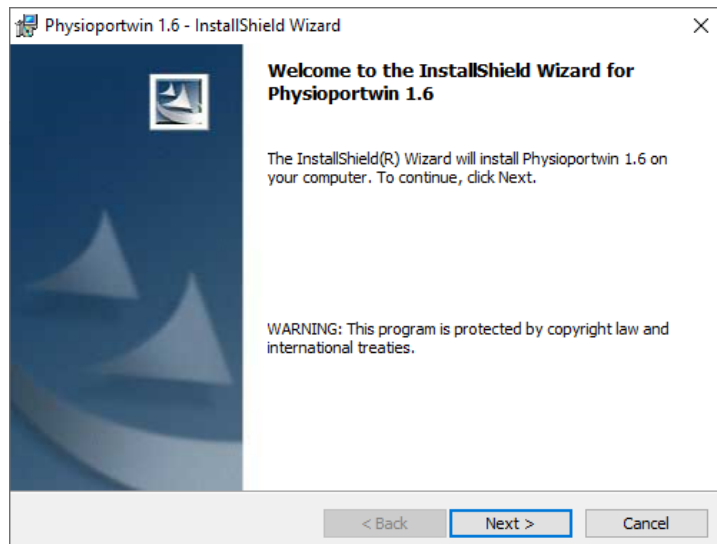 Physioportwin 1.6 - InstallShield Wizard
Welcome to the InstallShield Wizard for
Physioportwin 1.6
The InstallShield(R) Wizard will install Physioportwin 1.6 on
your computer. To continue, click Next.
WARNING: This program is protected by copyright law and
international treaties.
< Back Next > Cancel